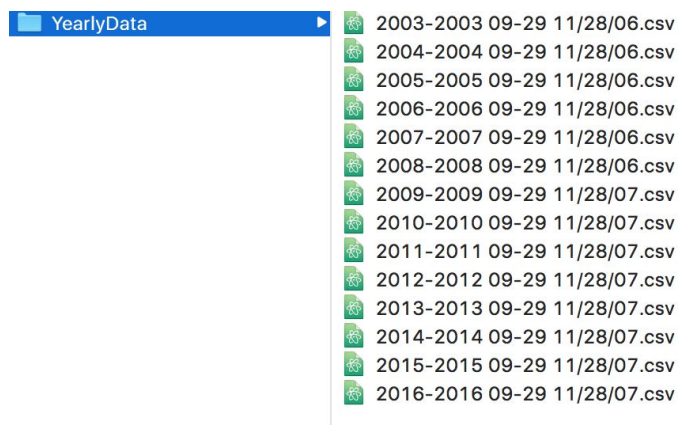 YearlyData
2003-2003 09-29 11/28/06.csv
2004-2004 09-29 11/28/06.csv
2005-2005 09-29 11/28/06.csv
2006-2006 09-29 11/28/06.csv
2007-2007 09-29 11/28/06.csv
2008-2008 09-29 11/28/06.csv
2009-2009 09-29 11/28/07.csv
2010-2010 09-29 11/28/07.csv
2011-2011 09-29 11/28/07.csv
2012-2012 09-29 11/28/07.csv
2013-2013 09-29 11/28/07.csv
2014-2014 09-29 11/28/07.csv
2015-2015 09-29 11/28/07.csv
2016-2016 09-29 11/28/07.csv